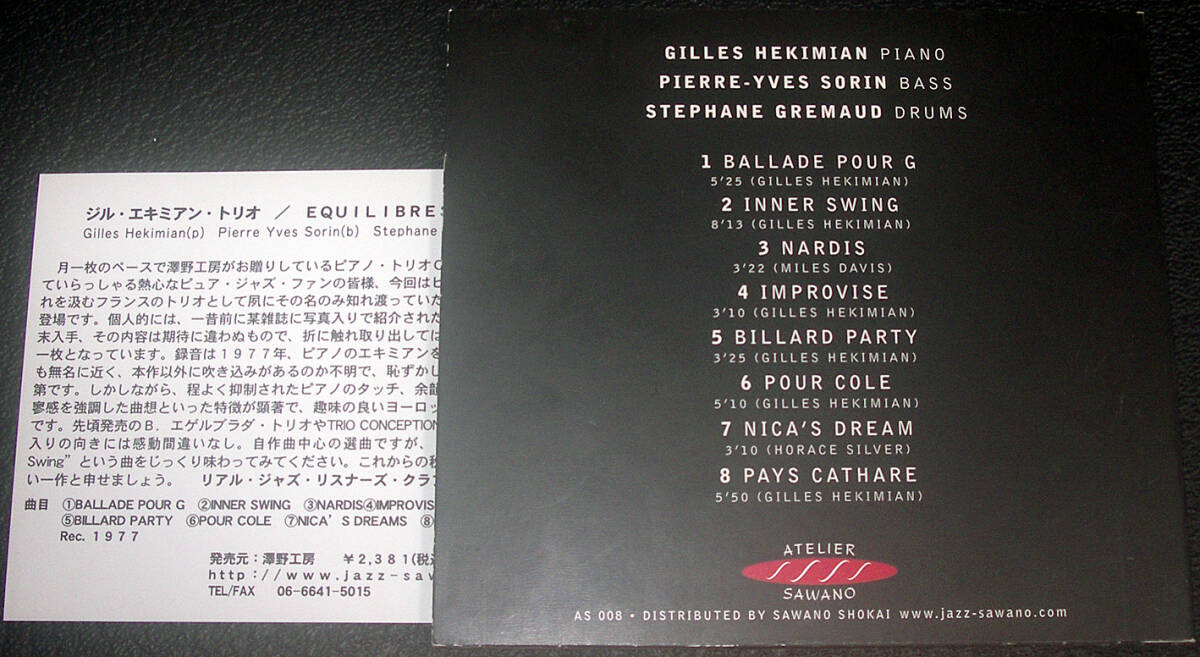 ジル・エキミアン・トリオ ／ EQUILIBRES
Gilles Hekimian(p) Pierre Yves Sorin(b) Stephane
月一枚のペースで澤野工房がお贈りしているピアノ・トリオC
ていらっしゃる熱心なピュア・ジャズ・ファンの皆様、今回はビ
れを汲むフランスのトリオとして夙にその名のみ知れ渡っていた
登場です。個人的には、一昔前に某雑誌に写真入りで紹介された
末入手、その内容は期待に違わぬもので、折に触れ取り出しては
一枚となっています。録音は１９７７年、ピアノのエキミアンを
も無名に近く、本作以外に吹き込みがあるのか不明で、恥ずかし
第です。しかしながら、程よく抑制されたピアノのタッチ、余韻
寥感を強調した曲想といった特徴が顕著で、趣味の良いヨーロッ
です。先頃発売のＢ．エゲルブラダ・トリオやTRIO CONCEPTION
入りの向きには感動間違いなし。自作曲中心の選曲ですが、
Swing”という曲をじっくり味わってみてください。これからの秋
い一作と申せましょう。 リアル・ジャズ・リスナーズ・クラブ
曲目 ①BALLADE POUR G ②INNER SWING ③NARDIS④IMPROVIS
⑤BILLARD PARTY ⑥POUR COLE ⑦NICA'S DREAMS ⑧
Rec. 1977
発売元：澤野工房 ￥２,３８１(税込
http://www.jazz-saw
TEL/FAX 06-6641-5015
GILLES HEKIMIAN PIANO
PIERRE-YVES SORIN BASS
STEPHANE GREMAUD DRUMS
1 BALLADE POUR G
5'25 (GILLES HEKIMIAN)
2 INNER SWING
8'13 (GILLES HEKIMIAN)
3 NARDIS
3'22 (MILES DAVIS)
4 IMPROVISE
3'10 (GILLES HEKIMIAN)
5 BILLARD PARTY
3'25 (GILLES HEKIMIAN)
6 POUR COLE
5'10 (GILLES HEKIMIAN)
7 NICA'S DREAM
3'10 (HORACE SILVER)
8 PAYS CATHARE
5'50 (GILLES HEKIMIAN)
ATELIER
SAWANO
AS 008 • DISTRIBUTED BY SAWANO SHOKAI www.jazz-sawano.com